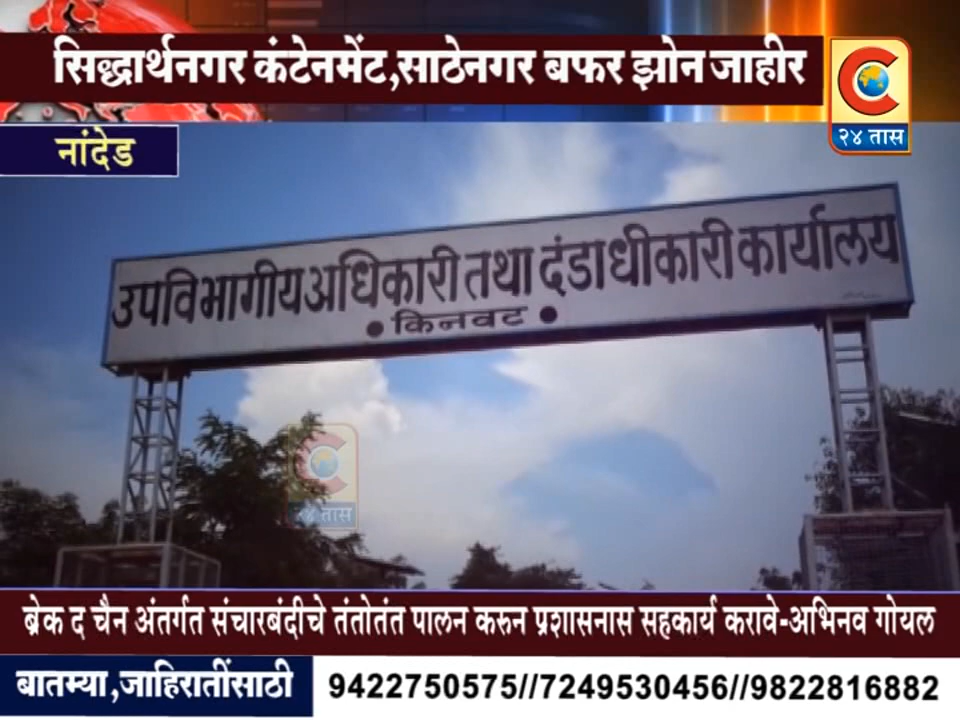 सिद्धार्थनगर कंटेनमेंट,साठेनगर बफर झोन जाहीर
C
२४ तास
नांदेड
उपविभागीय अधिकारी तथा दंडाधीकारी कार्यालय
● किनवट ●
C
२४ तास
ब्रेक द चैन अंतर्गत संचारबंदीचे तंतोतंत पालन करुन प्रशासनास सहकार्य करावे-अभिनव गोयल
बातम्या ,जाहिरातींसाठी
9422750575//7249530456//9822816882